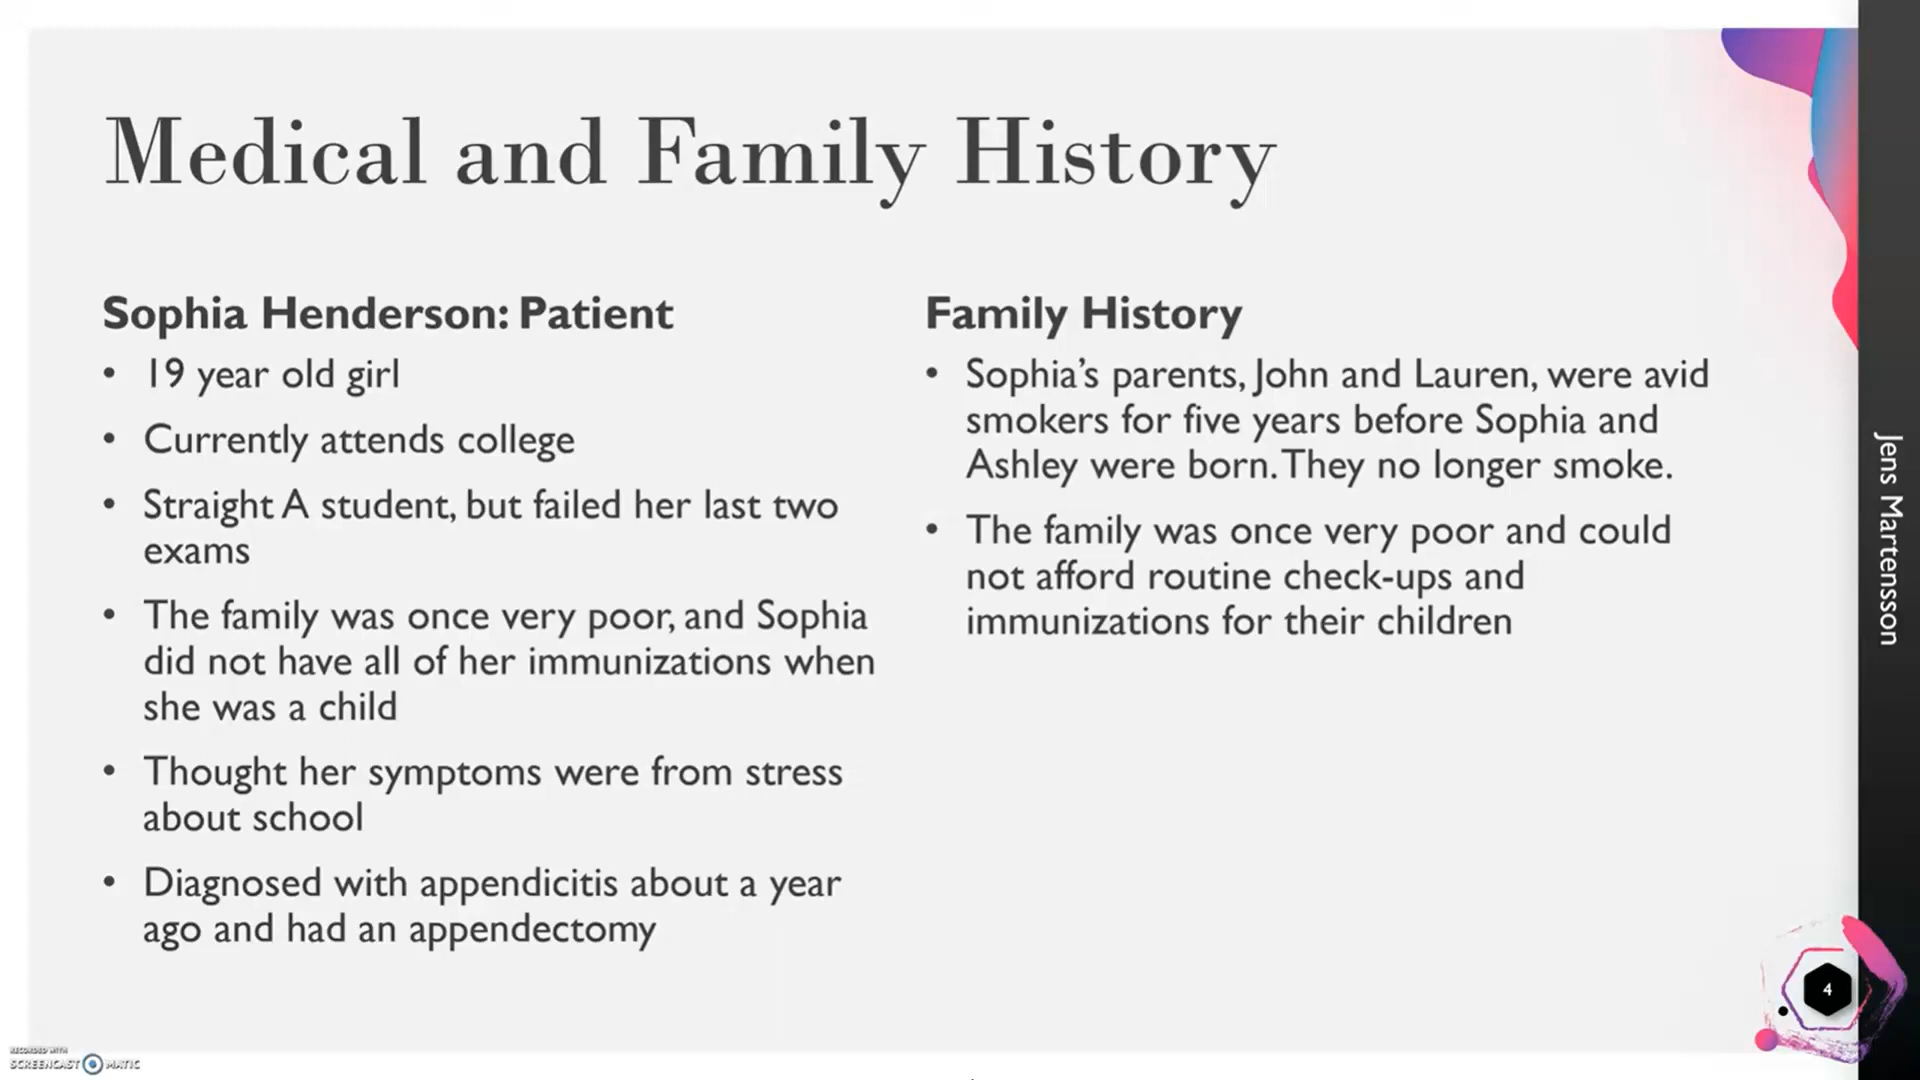 Medical and Family History
Sophia Henderson: Patient
• 19 year old girl
• Currently attends college
• Straight A student, but failed her last two
exams
• The family was once very poor, and Sophia
did not have all of her immunizations when
she was a child
• Thought her symptoms were from stress
about school
• Diagnosed with appendicitis about a year
ago and had an appendectomy
Family History
• Sophia’s parents, John and Lauren, were avid
smokers for five years before Sophia and
Ashley were born. They no longer smoke.
• The family was once very poor and could
not afford routine check-ups and
immunizations for their children
Jens Martensson
4
RECORDED WITH
SCREENCAST MATIC